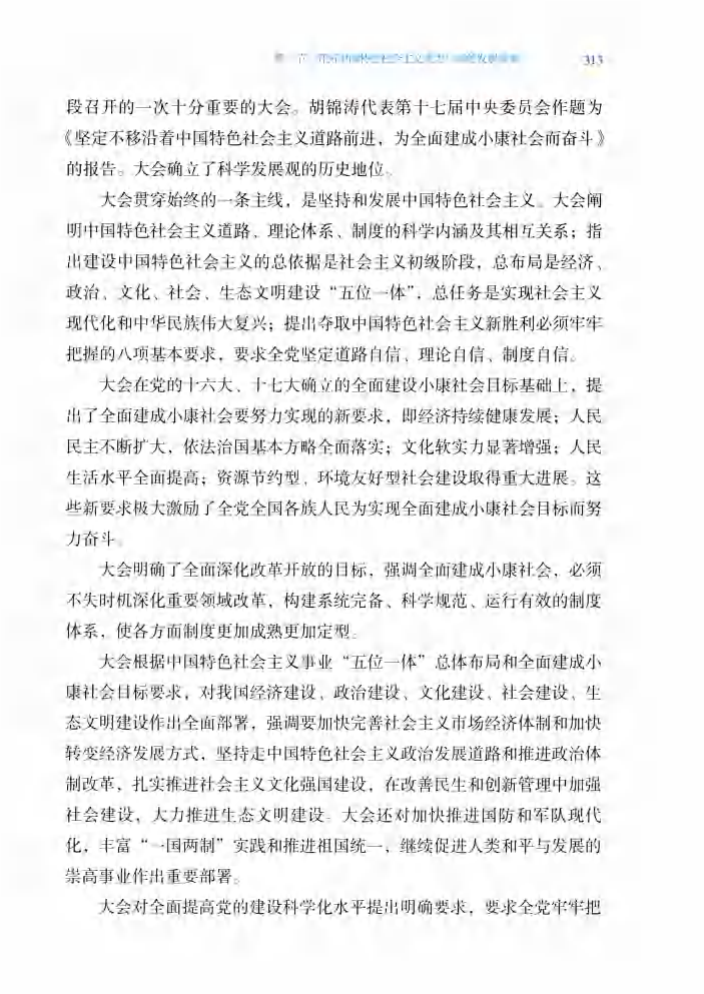 313
段召开的一次十分重要的大会。胡锦涛代表第十七届中央委员会作题为
《坚定不移沿着中国特色社会主义道路前进，为全面建成小康社会而奋斗》
的报告。大会确立了科学发展观的历史地位。
大会贯穿始终的一条主线，是坚持和发展中国特色社会主义。大会阐
明中国特色社会主义道路、理论体系、制度的科学内涵及其相互关系；指
出建设中国特色社会主义的总依据是社会主义初级阶段，总布局是经济、
政治、文化、社会、生态文明建设“五位一体”，总任务是实现社会主义
现代化和中华民族伟大复兴；提出夺取中国特色社会主义新胜利必须牢牢
把握的八项基本要求，要求全党坚定道路自信、理论自信、制度自信。
大会在党的十六大、十七大确立的全面建设小康社会目标基础上，提
出了全面建成小康社会要努力实现的新要求，即经济持续健康发展；人民
民主不断扩大，依法治国基本方略全面落实；文化软实力显著增强；人民
生活水平全面提高；资源节约型、环境友好型社会建设取得重大进展。这
些新要求极大激励了全党全国各族人民为实现全面建成小康社会目标而努
力奋斗。
大会明确了全面深化改革开放的目标，强调全面建成小康社会，必须
不失时机深化重要领域改革，构建系统完备、科学规范、运行有效的制度
体系，使各方面制度更加成熟更加定型。
大会根据中国特色社会主义事业“五位一体”总体布局和全面建成小
康社会目标要求，对我国经济建设、政治建设、文化建设、社会建设、生
态文明建设作出全面部署，强调要加快完善社会主义市场经济体制和加快
转变经济发展方式，坚持走中国特色社会主义政治发展道路和推进政治体
制改革，扎实推进社会主义文化强国建设，在改善民生和创新管理中加强
社会建设，大力推进生态文明建设。大会还对加快推进国防和军队现代
化，丰富“一国两制”实践和推进祖国统一，继续促进人类和平与发展的
崇高事业作出重要部署。
大会对全面提高党的建设科学化水平提出明确要求，要求全党牢牢把